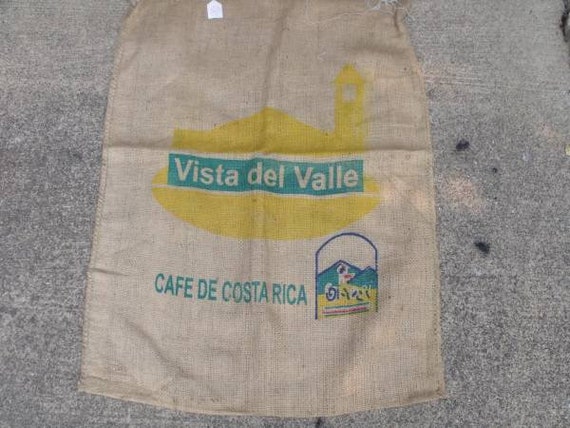 Vista del Valle
CAFE DE COSTA RICA